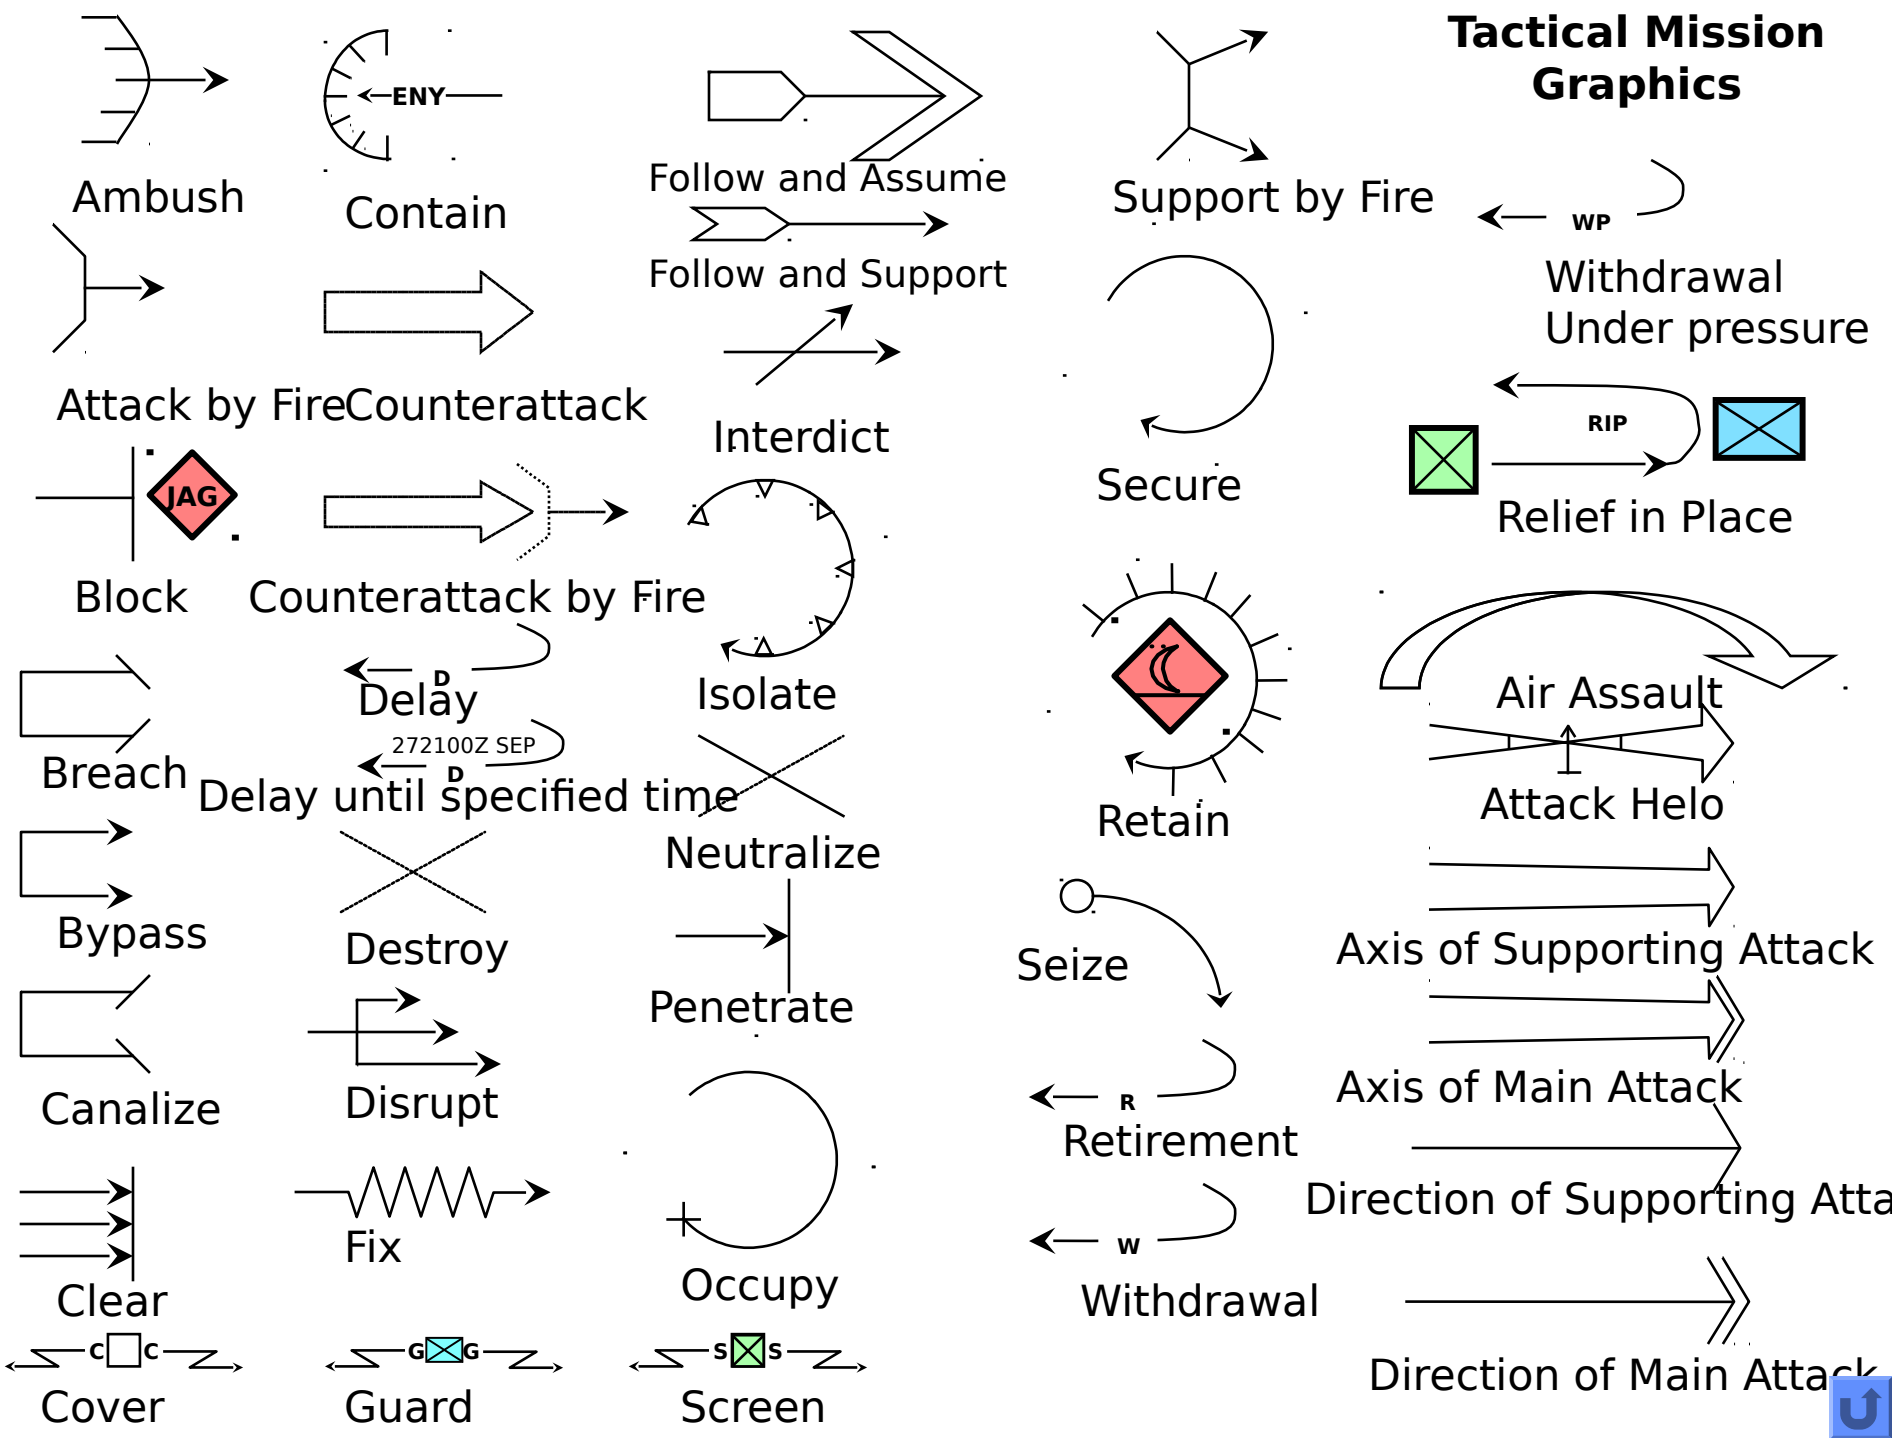 Tactical Mission
Graphics
Ambush
ENY
Contain
Follow and Assume
Follow and Support
Support by Fire
WP
Withdrawal
Under pressure
Attack by Fire
Counterattack
Interdict
Secure
RIP
Relief in Place
JAG
Block
Counterattack by Fire
Isolate
Retain
Air Assault
Attack Helo
Breach
D
Delay
272100Z SEP
D
Delay until specified time
Neutralize
Bypass
Destroy
Penetrate
Seize
Axis of Supporting Attack
Axis of Main Attack
Canalize
Disrupt
R
Retirement
Direction of Supporting Atta
Clear
Fix
Occupy
W
Withdrawal
Direction of Main Attack
C C
Cover
G G
Guard
S S
Screen